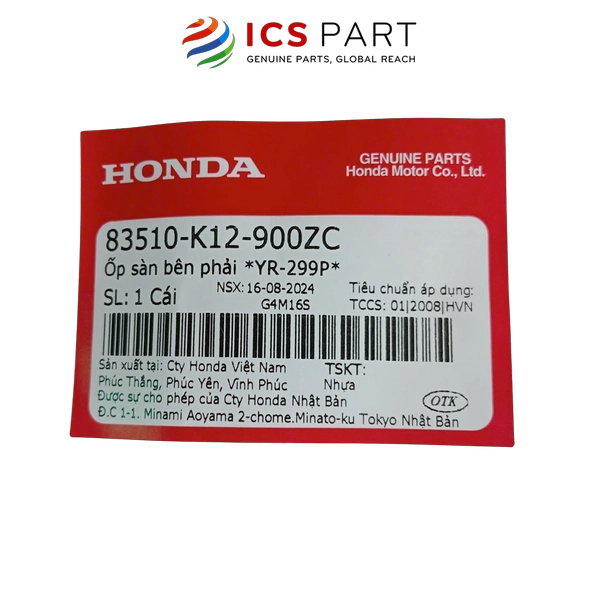 ICS PART
GENUINE PARTS, GLOBAL REACH
HONDA
GENUINE PARTS
Honda Motor Co., Ltd.
83510-K12-900ZC
Ốp sàn bên phải *YR-299P*
SL: 1 Cái
NSX: 16-08-2024
G4M16S
Tiêu chuẩn áp dụng:
TCCS: 01|2008|HVN
Sản xuất tại: Cty Honda Việt Nam
Phúc Thắng, Phúc Yên, Vĩnh Phúc
TSKT:
Nhựa
Được sự cho phép của Cty Honda Nhật Bản
Đ.C 1-1. Minami Aoyama 2-chome.Minato-ku Tokyo Nhật Bản
OTK